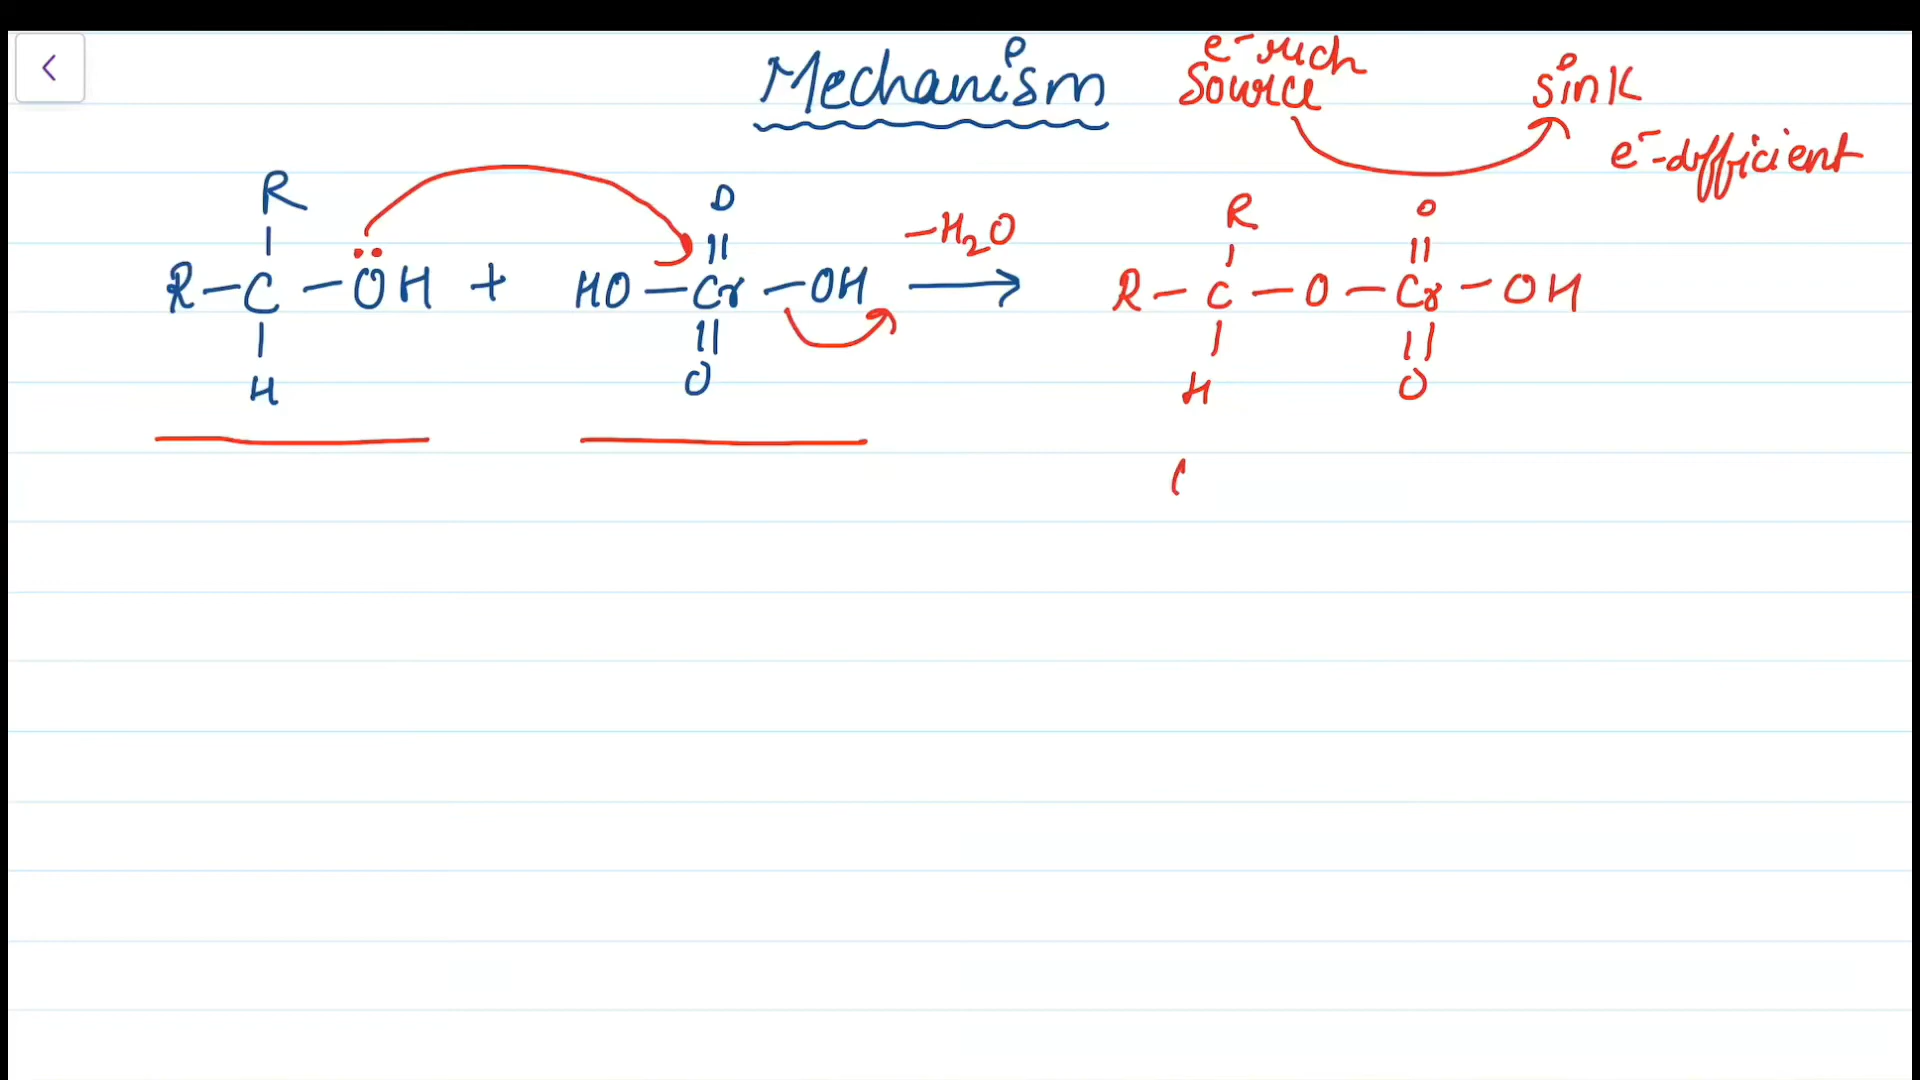 Mechanism
e⁻ rich
Source
sink
e⁻-difficient
R
R–C–ÖH + HO–Cr–OH
O
O
H
–H₂O
R
R–C–O–Cr–OH
O
O
H
(